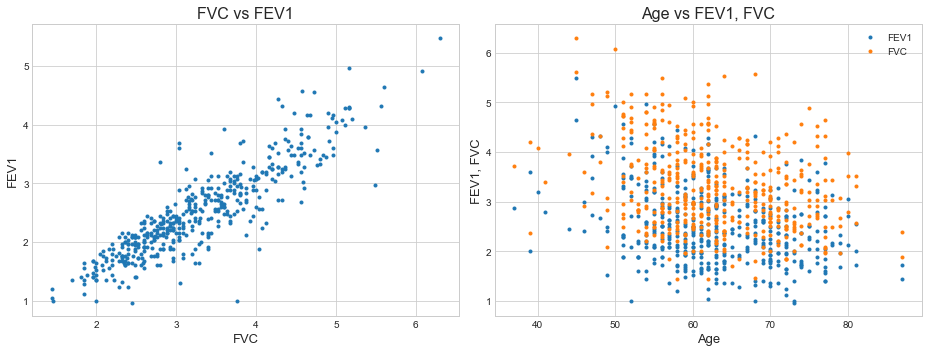 FVC vs FEV1
FEV1
5
4
3
2
1
2 3 4 5 6
FVC
Age vs FEV1, FVC
FEV1, FVC
6
5
4
3
2
1
FEV1
FVC
40 50 60 70 80
Age